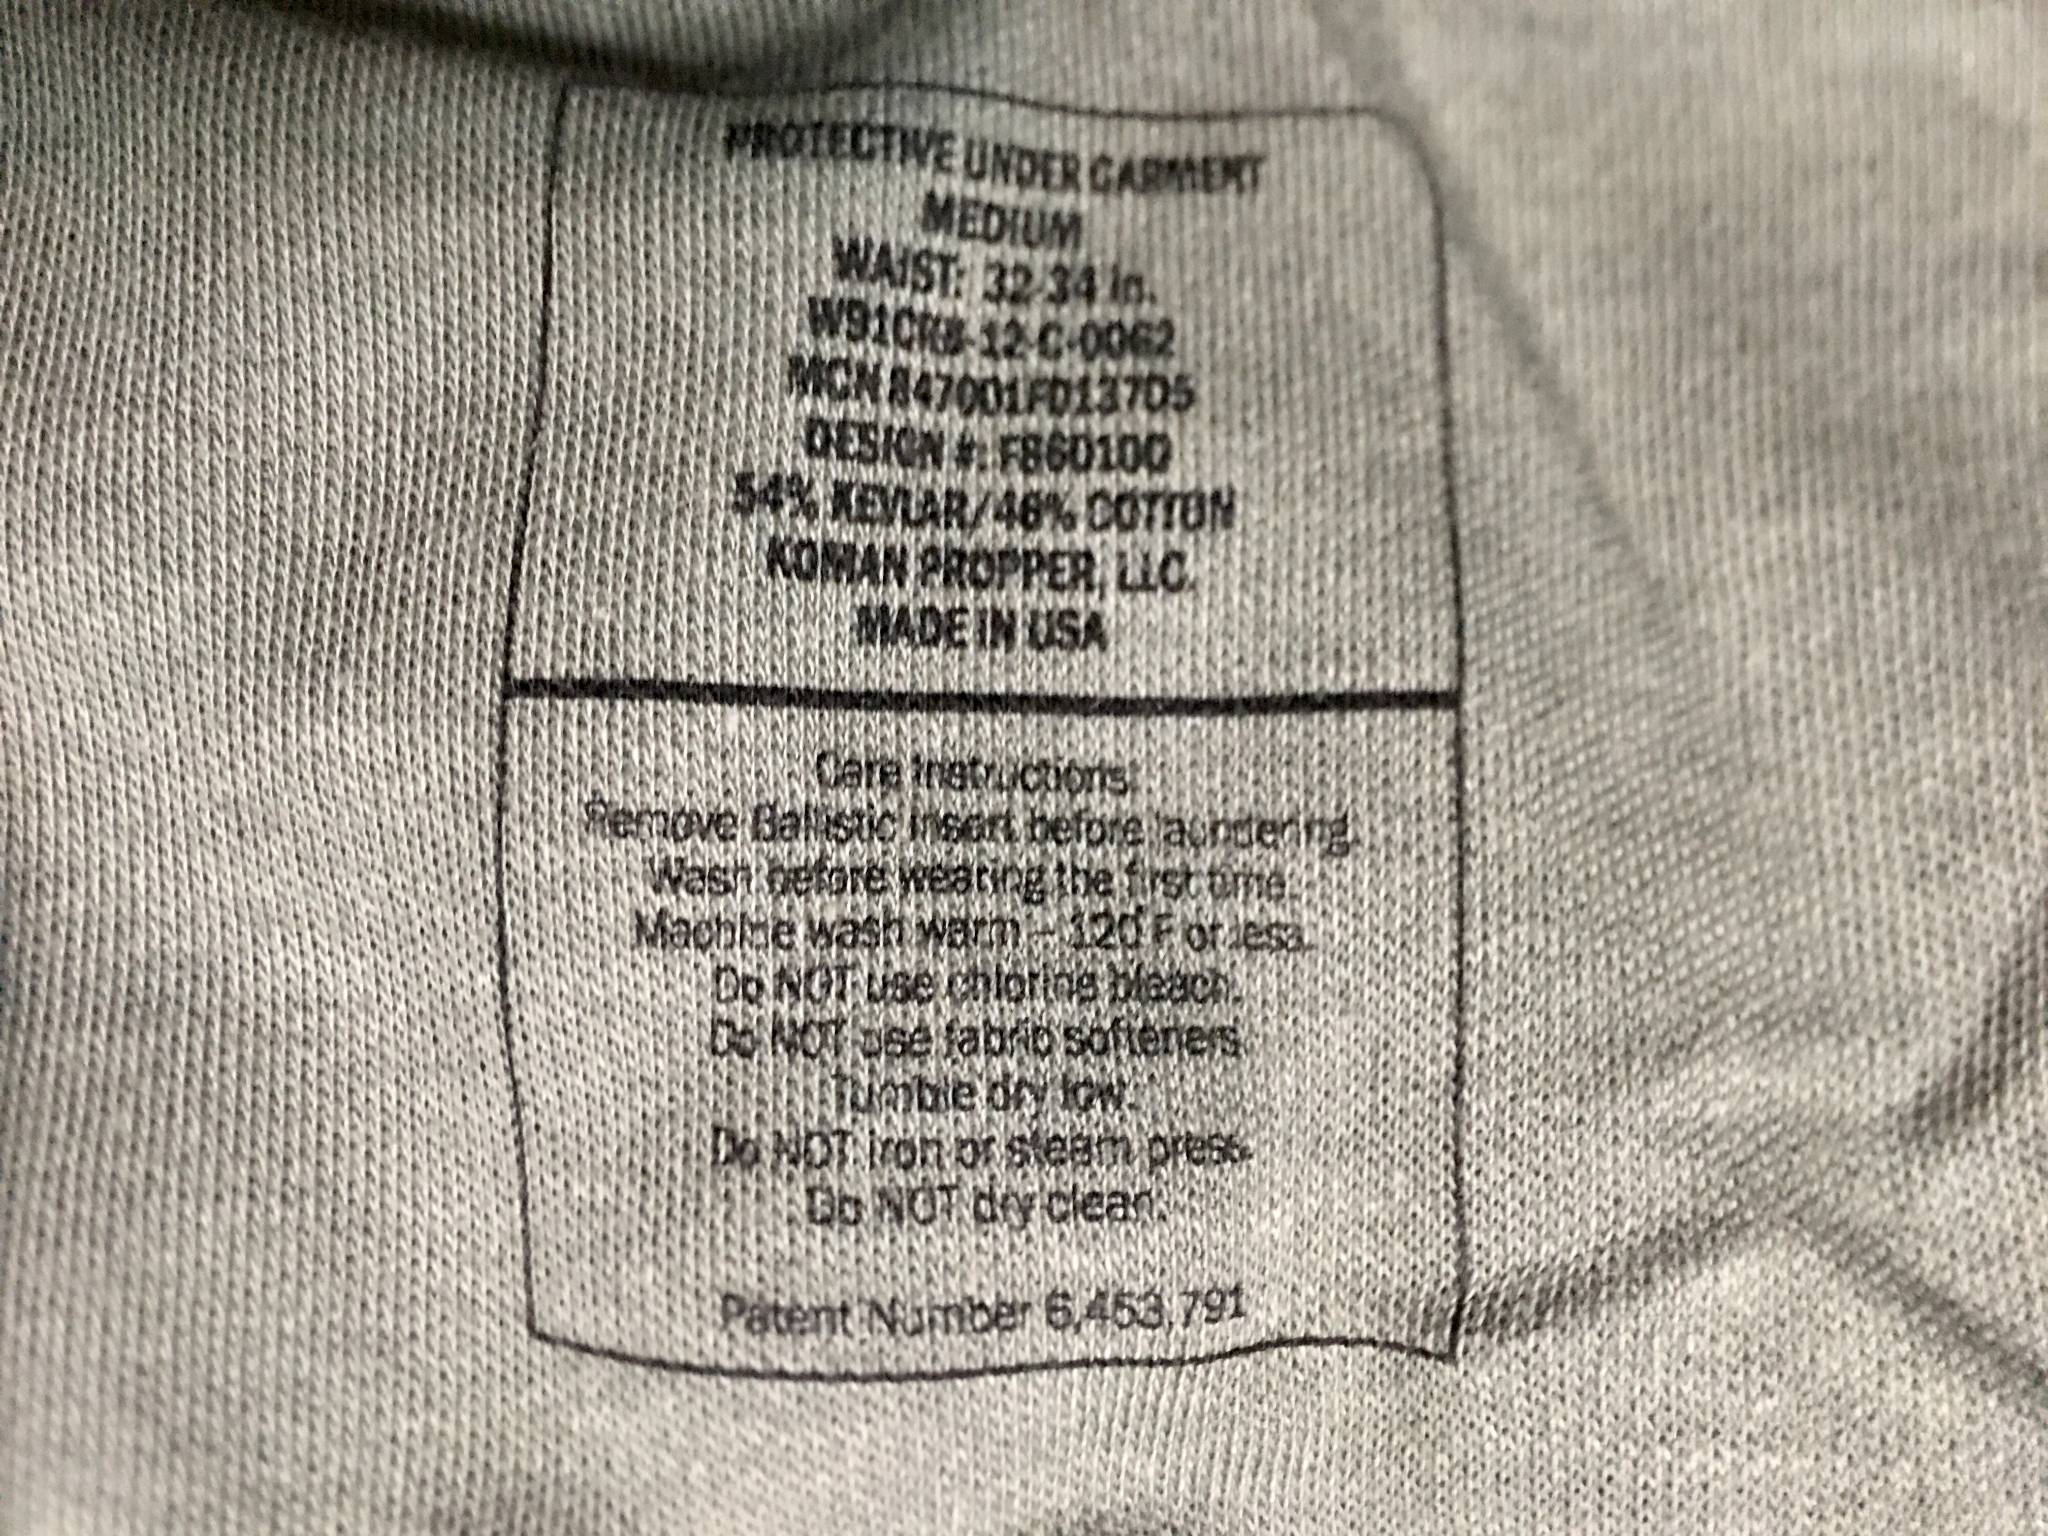 PROTECTIVE UNDER GARMENT
MEDIUM
WAIST: 32-34 in.
W91CRB-12-C-0062
MCN 847001F0137D5
DESIGN #: F860100
54% KEVLAR/46% COTTON
KOMAN PROPPER, LLC.
MADE IN USA
Care Instructions:
Remove Ballistic Insert before laundering.
Wash before wearing the first time.
Machine wash warm - 120° F or less.
Do NOT use chlorine bleach.
Do NOT use fabric softeners.
Tumble dry low.
Do NOT iron or steam press.
Do NOT dry clean.
Patent Number 6,453,791